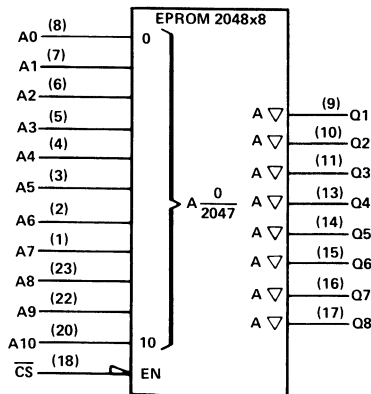 EPROM 2048x8
A0 (8) 0
A1 (7)
A2 (6)
A3 (5)
A4 (4)
A5 (3)
A6 (2)
A7 (1)
A8 (23)
A9 (22)
A10 (20) 10
CS (18) EN
A 0
2047
A ▽ (9) Q1
A ▽ (10) Q2
A ▽ (11) Q3
A ▽ (13) Q4
A ▽ (14) Q5
A ▽ (15) Q6
A ▽ (16) Q7
A ▽ (17) Q8